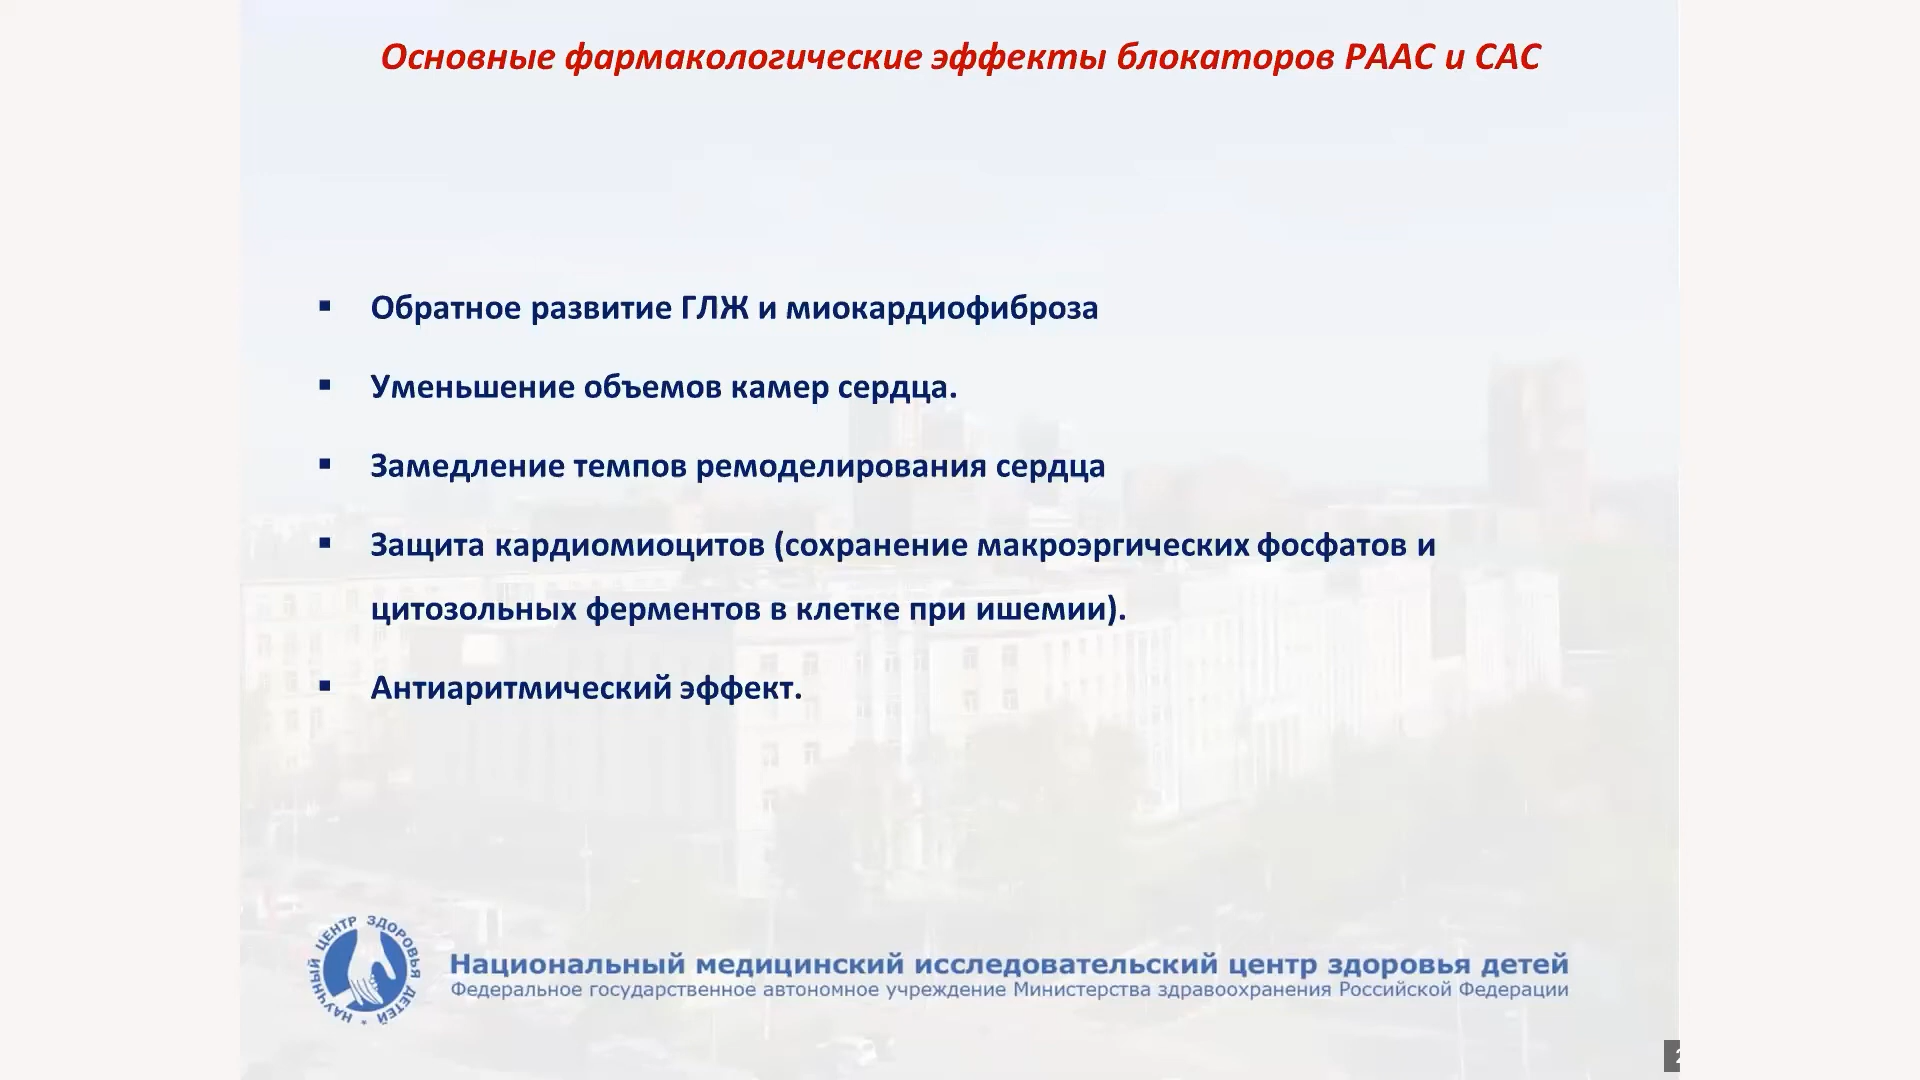 Основные фармакологические эффекты блокаторов РААС и САС
▪ Обратное развитие ГЛЖ и миокардиофиброза
▪ Уменьшение объемов камер сердца.
▪ Замедление темпов ремоделирования сердца
▪ Защита кардиомиоцитов (сохранение макроэргических фосфатов и
цитозольных ферментов в клетке при ишемии).
▪ Антиаритмический эффект.
НАУЧНЫЙ ЦЕНТР ЗДОРОВЬЯ ДЕТЕЙ
Национальный медицинский исследовательский центр здоровья детей
Федеральное государственное автономное учреждение Министерства здравоохранения Российской Федерации